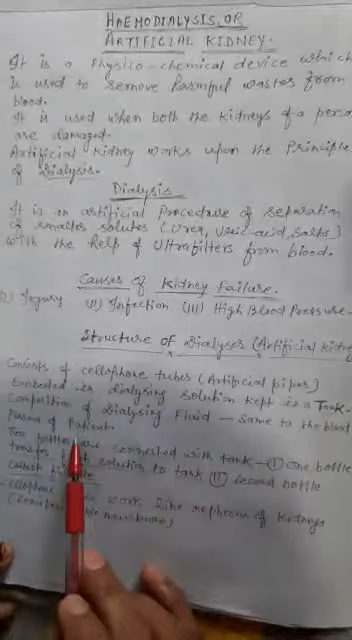 HAEMODIALYSIS, OR
ARTIFICIAL KIDNEY.
It is a Physico-chemical device which
is used to remove harmful wastes from
blood.
It is used when both the kidneys of a perso
are damaged.
Artificial Kidney works upon the Principle
of Dialysis.
Dialysis
It is an artificial Procedure of separation
of smaller solutes (Urea, Uric-acid, salts)
with the help of Ultrafilters from blood.
Causes of Kidney Failure.
(I) Injury (II) Infection (III) High Blood Pressure.
Structure of Dialyser (Artificial kidne
Consists of cellophane tubes (Artificial pipes)
Embeded in dialysing solution kept in a Tank.
Composition of Dialysing Fluid – same to the blood
Plasma of Patient.
Two bottles are connected with tank – (I) one bottle
transfer solution to tank (II) second bottle
Collect
Cellophane work like nephrons of kidneys
membrane)